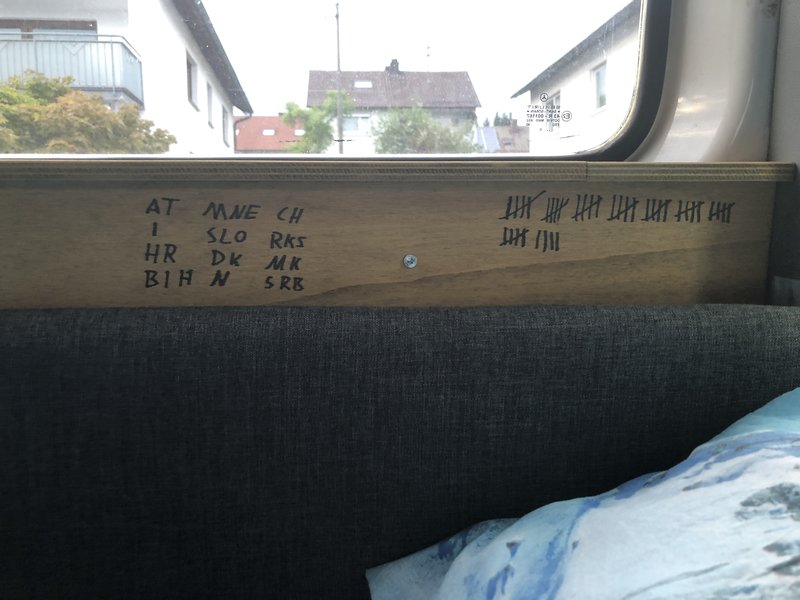 AT MNE CH
I SLO RKS
HR DK MK
BIH N SRB